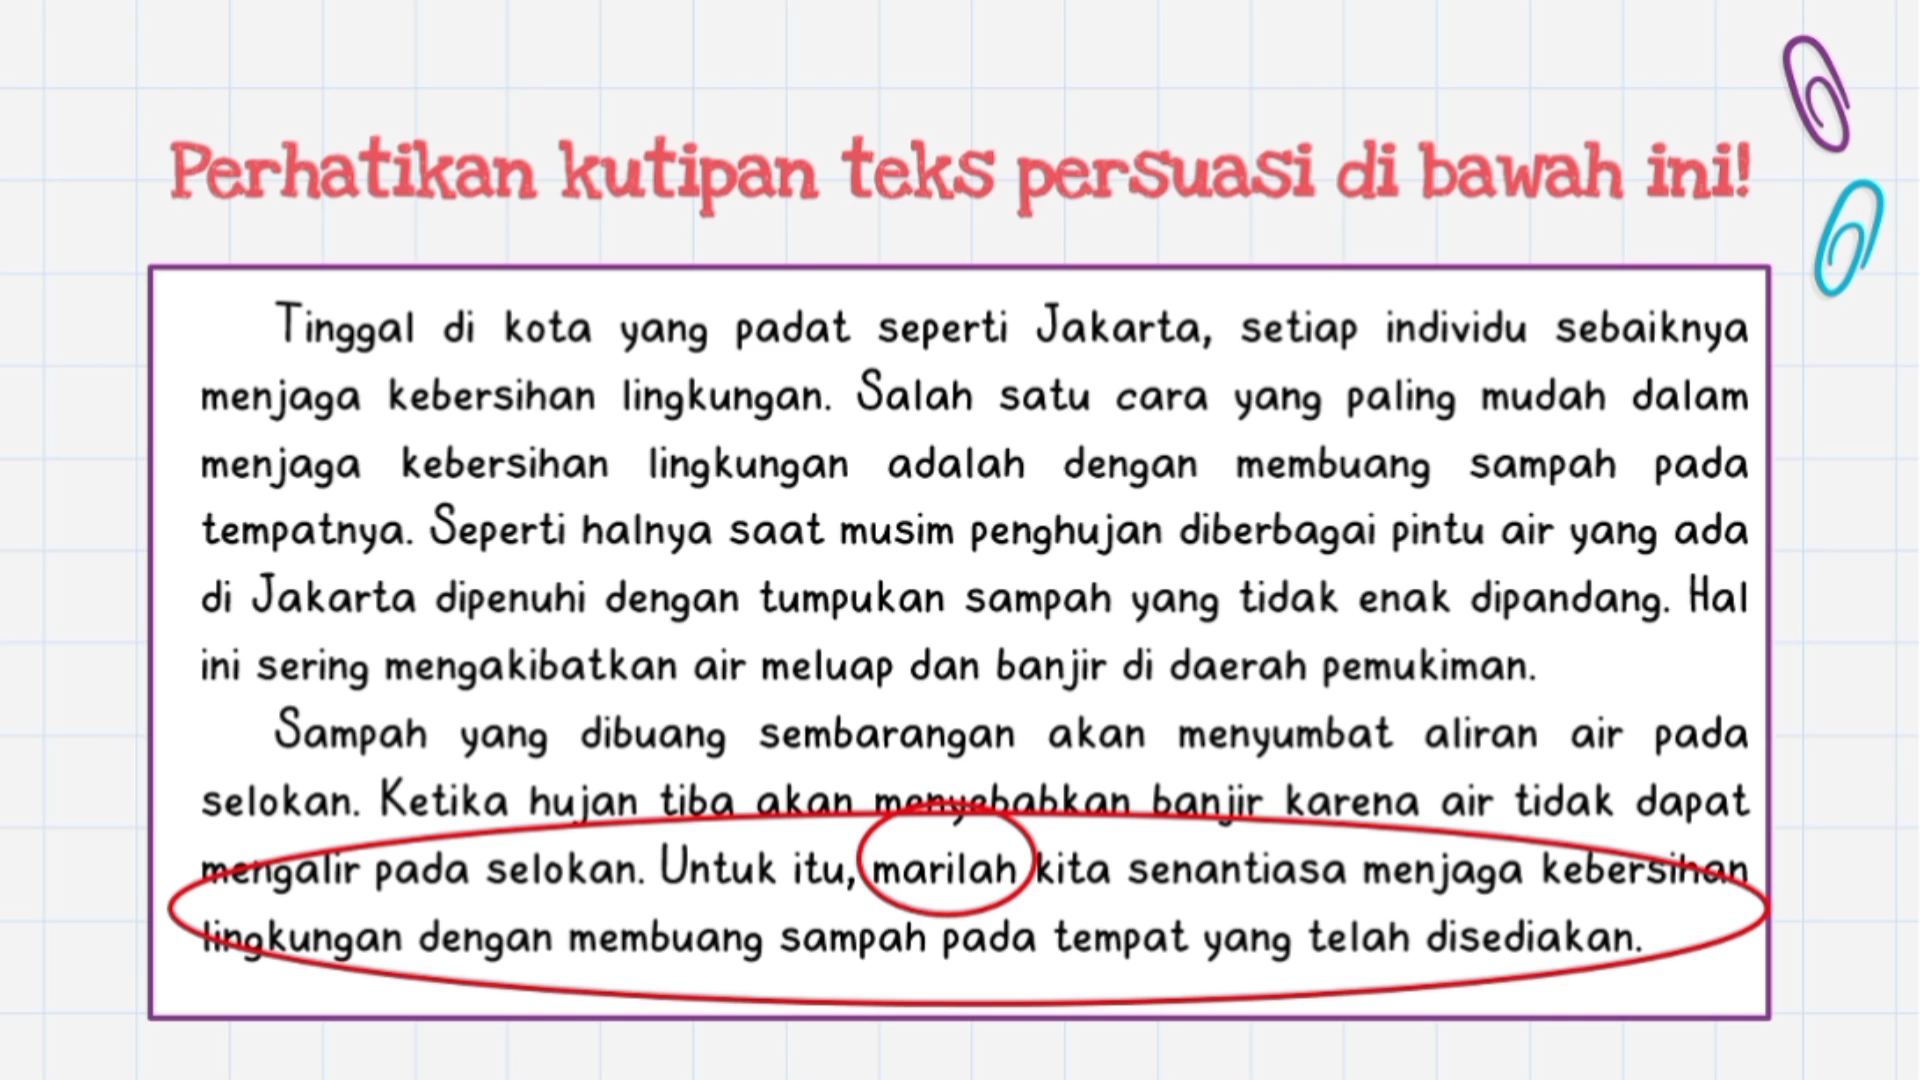 Perhatikan kutipan teks persuasi di bawah ini!
Tinggal di kota yang padat seperti Jakarta, setiap individu sebaiknya
menjaga kebersihan lingkungan. Salah satu cara yang paling mudah dalam
menjaga kebersihan lingkungan adalah dengan membuang sampah pada
tempatnya. Seperti halnya saat musim penghujan diberbagai pintu air yang ada
di Jakarta dipenuhi dengan tumpukan sampah yang tidak enak dipandang. Hal
ini sering mengakibatkan air meluap dan banjir di daerah pemukiman.
Sampah yang dibuang sembarangan akan menyumbat aliran air pada
selokan. Ketika hujan tiba akan menyebabkan banjir karena air tidak dapat
mengalir pada selokan. Untuk itu, marilah kita senantiasa menjaga kebersihan
lingkungan dengan membuang sampah pada tempat yang telah disediakan.